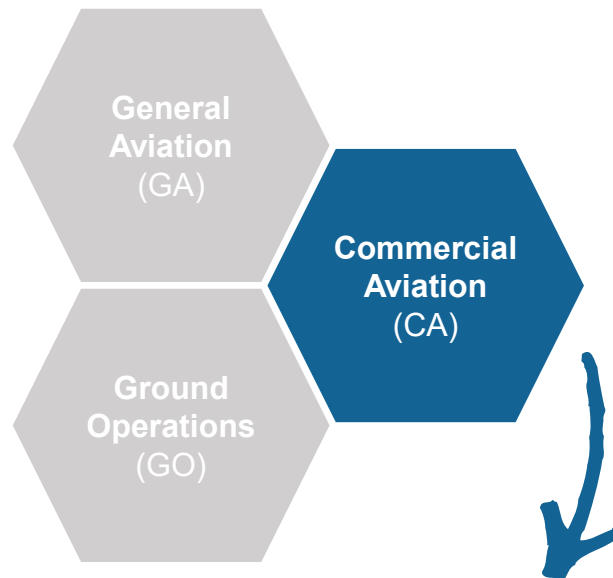 General
Aviation
(GA)
Commercial
Aviation
(CA)
Ground
Operations
(GO)